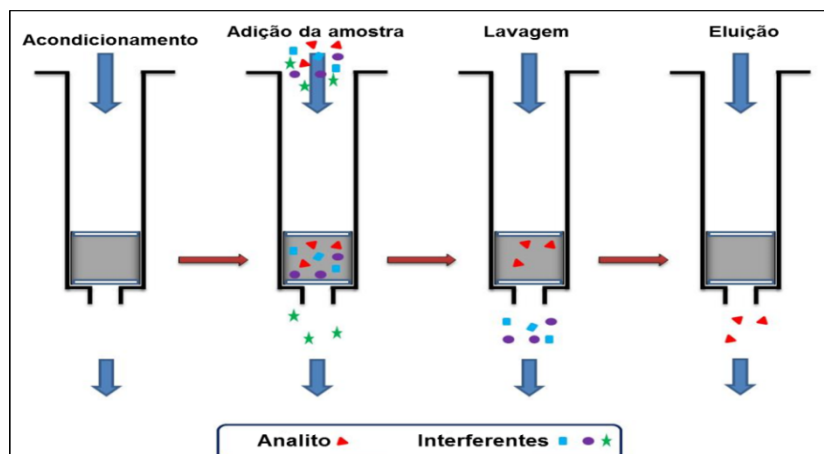 Acondicionamento
Adição da amostra
Lavagem
Eluição
Analito
Interferentes